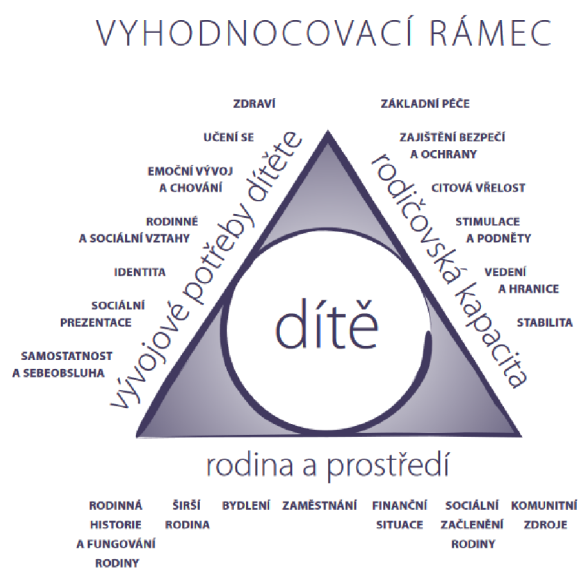 VYHODNOCOVACÍ RÁMEC
ZDRAVÍ
UČENÍ SE
EMOČNÍ VÝVOJ
A CHOVÁNÍ
RODINNÉ
A SOCIÁLNÍ VZTAHY
IDENTITA
SOCIÁLNÍ
PREZENTACE
SAMOSTATNOST
A SEBEOBSLUHA
vývojové potřeby dítěte
dítě
rodičovská kapacita
ZÁKLADNÍ PÉČE
ZAJIŠTĚNÍ BEZPEČÍ
A OCHRANY
CITOVÁ VŘELOST
STIMULACE
A PODNĚTY
VEDENÍ
A HRANICE
STABILITA
rodina a prostředí
RODINNÁ
HISTORIE
A FUNGOVÁNÍ
RODINY
ŠIRŠÍ
RODINA
BYDLENÍ
ZAMĚSTNÁNÍ
FINANČNÍ
SITUACE
SOCIÁLNÍ
ZAČLENĚNÍ
RODINY
KOMUNITNÍ
ZDROJE